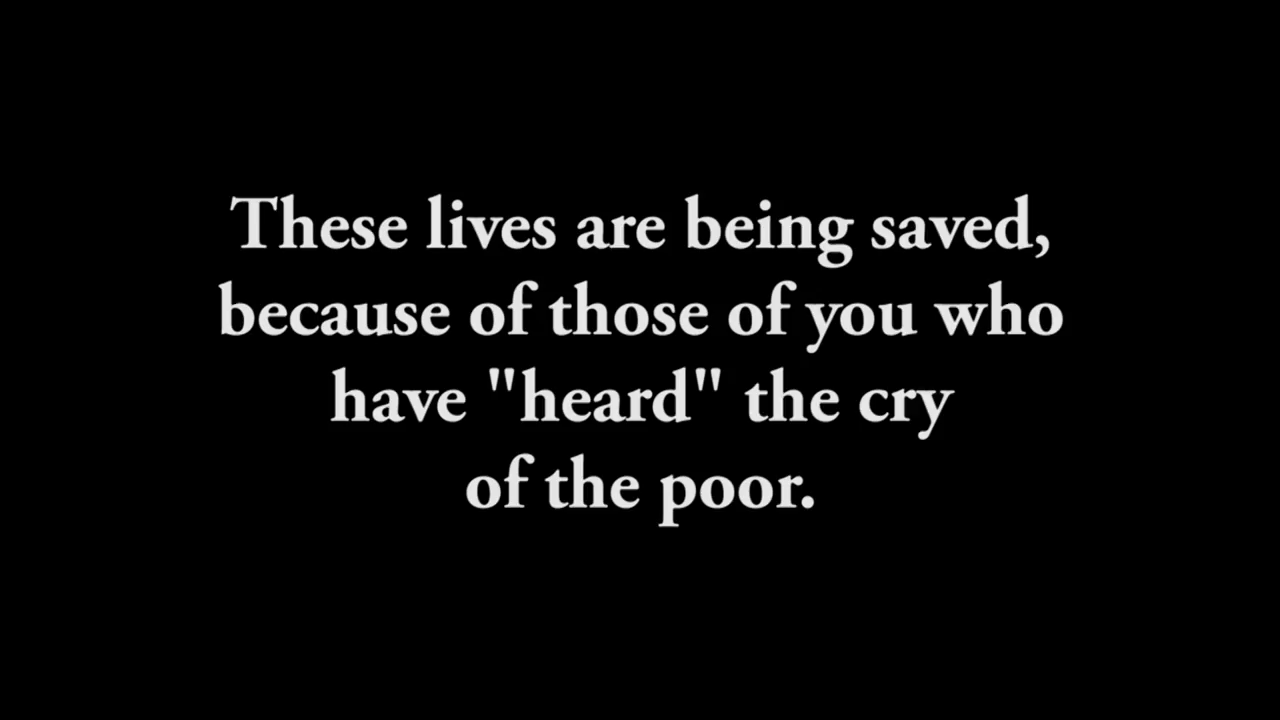 These lives are being saved,
because of those of you who
have "heard" the cry
of the poor.